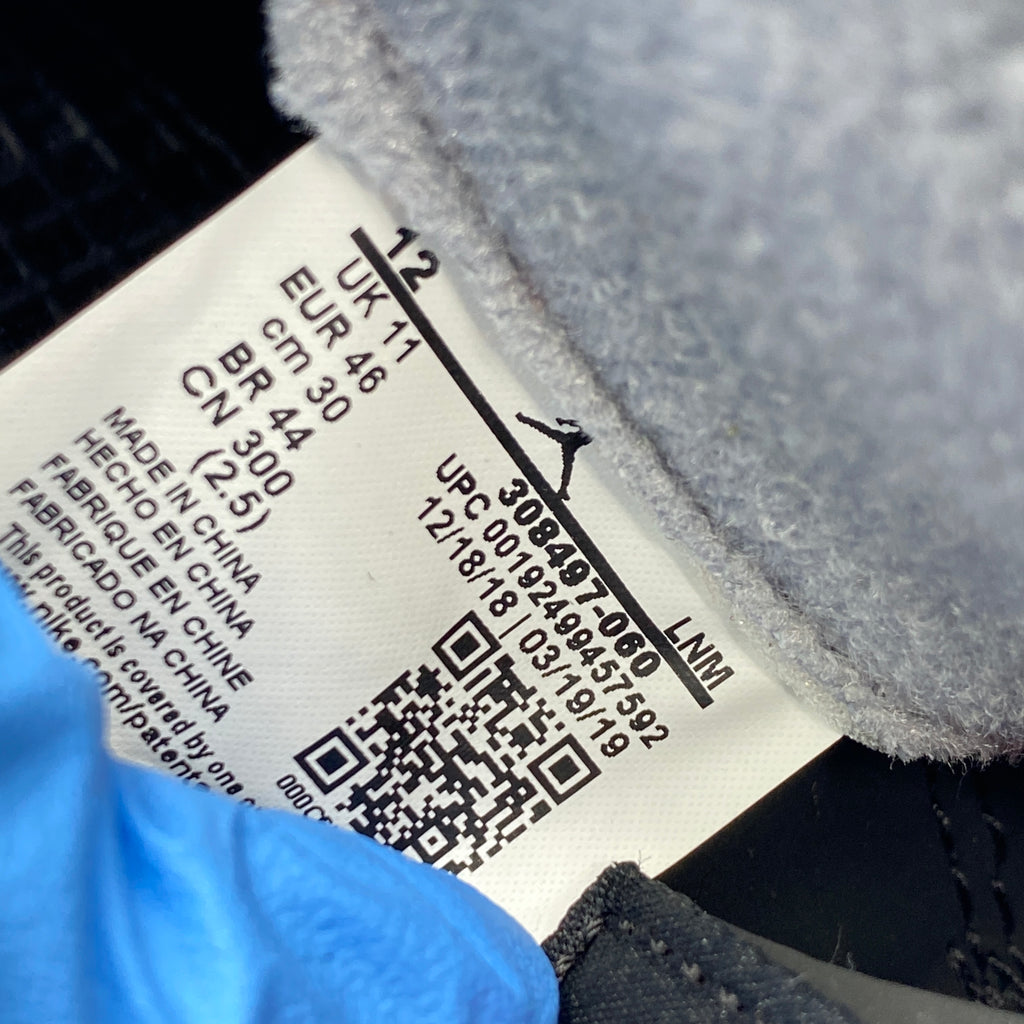 12
UK 11
EUR 46
cm 30
BR 44
CN 300
(2.5)
MADE IN CHINA
HECHO EN CHINA
FABRIQUE EN CHINE
FABRICADO NA CHINA
This product is covered by one
nike.com/patents
308497-060
LNM
UPC 00192499457592
12/18/18 | 03/19/19